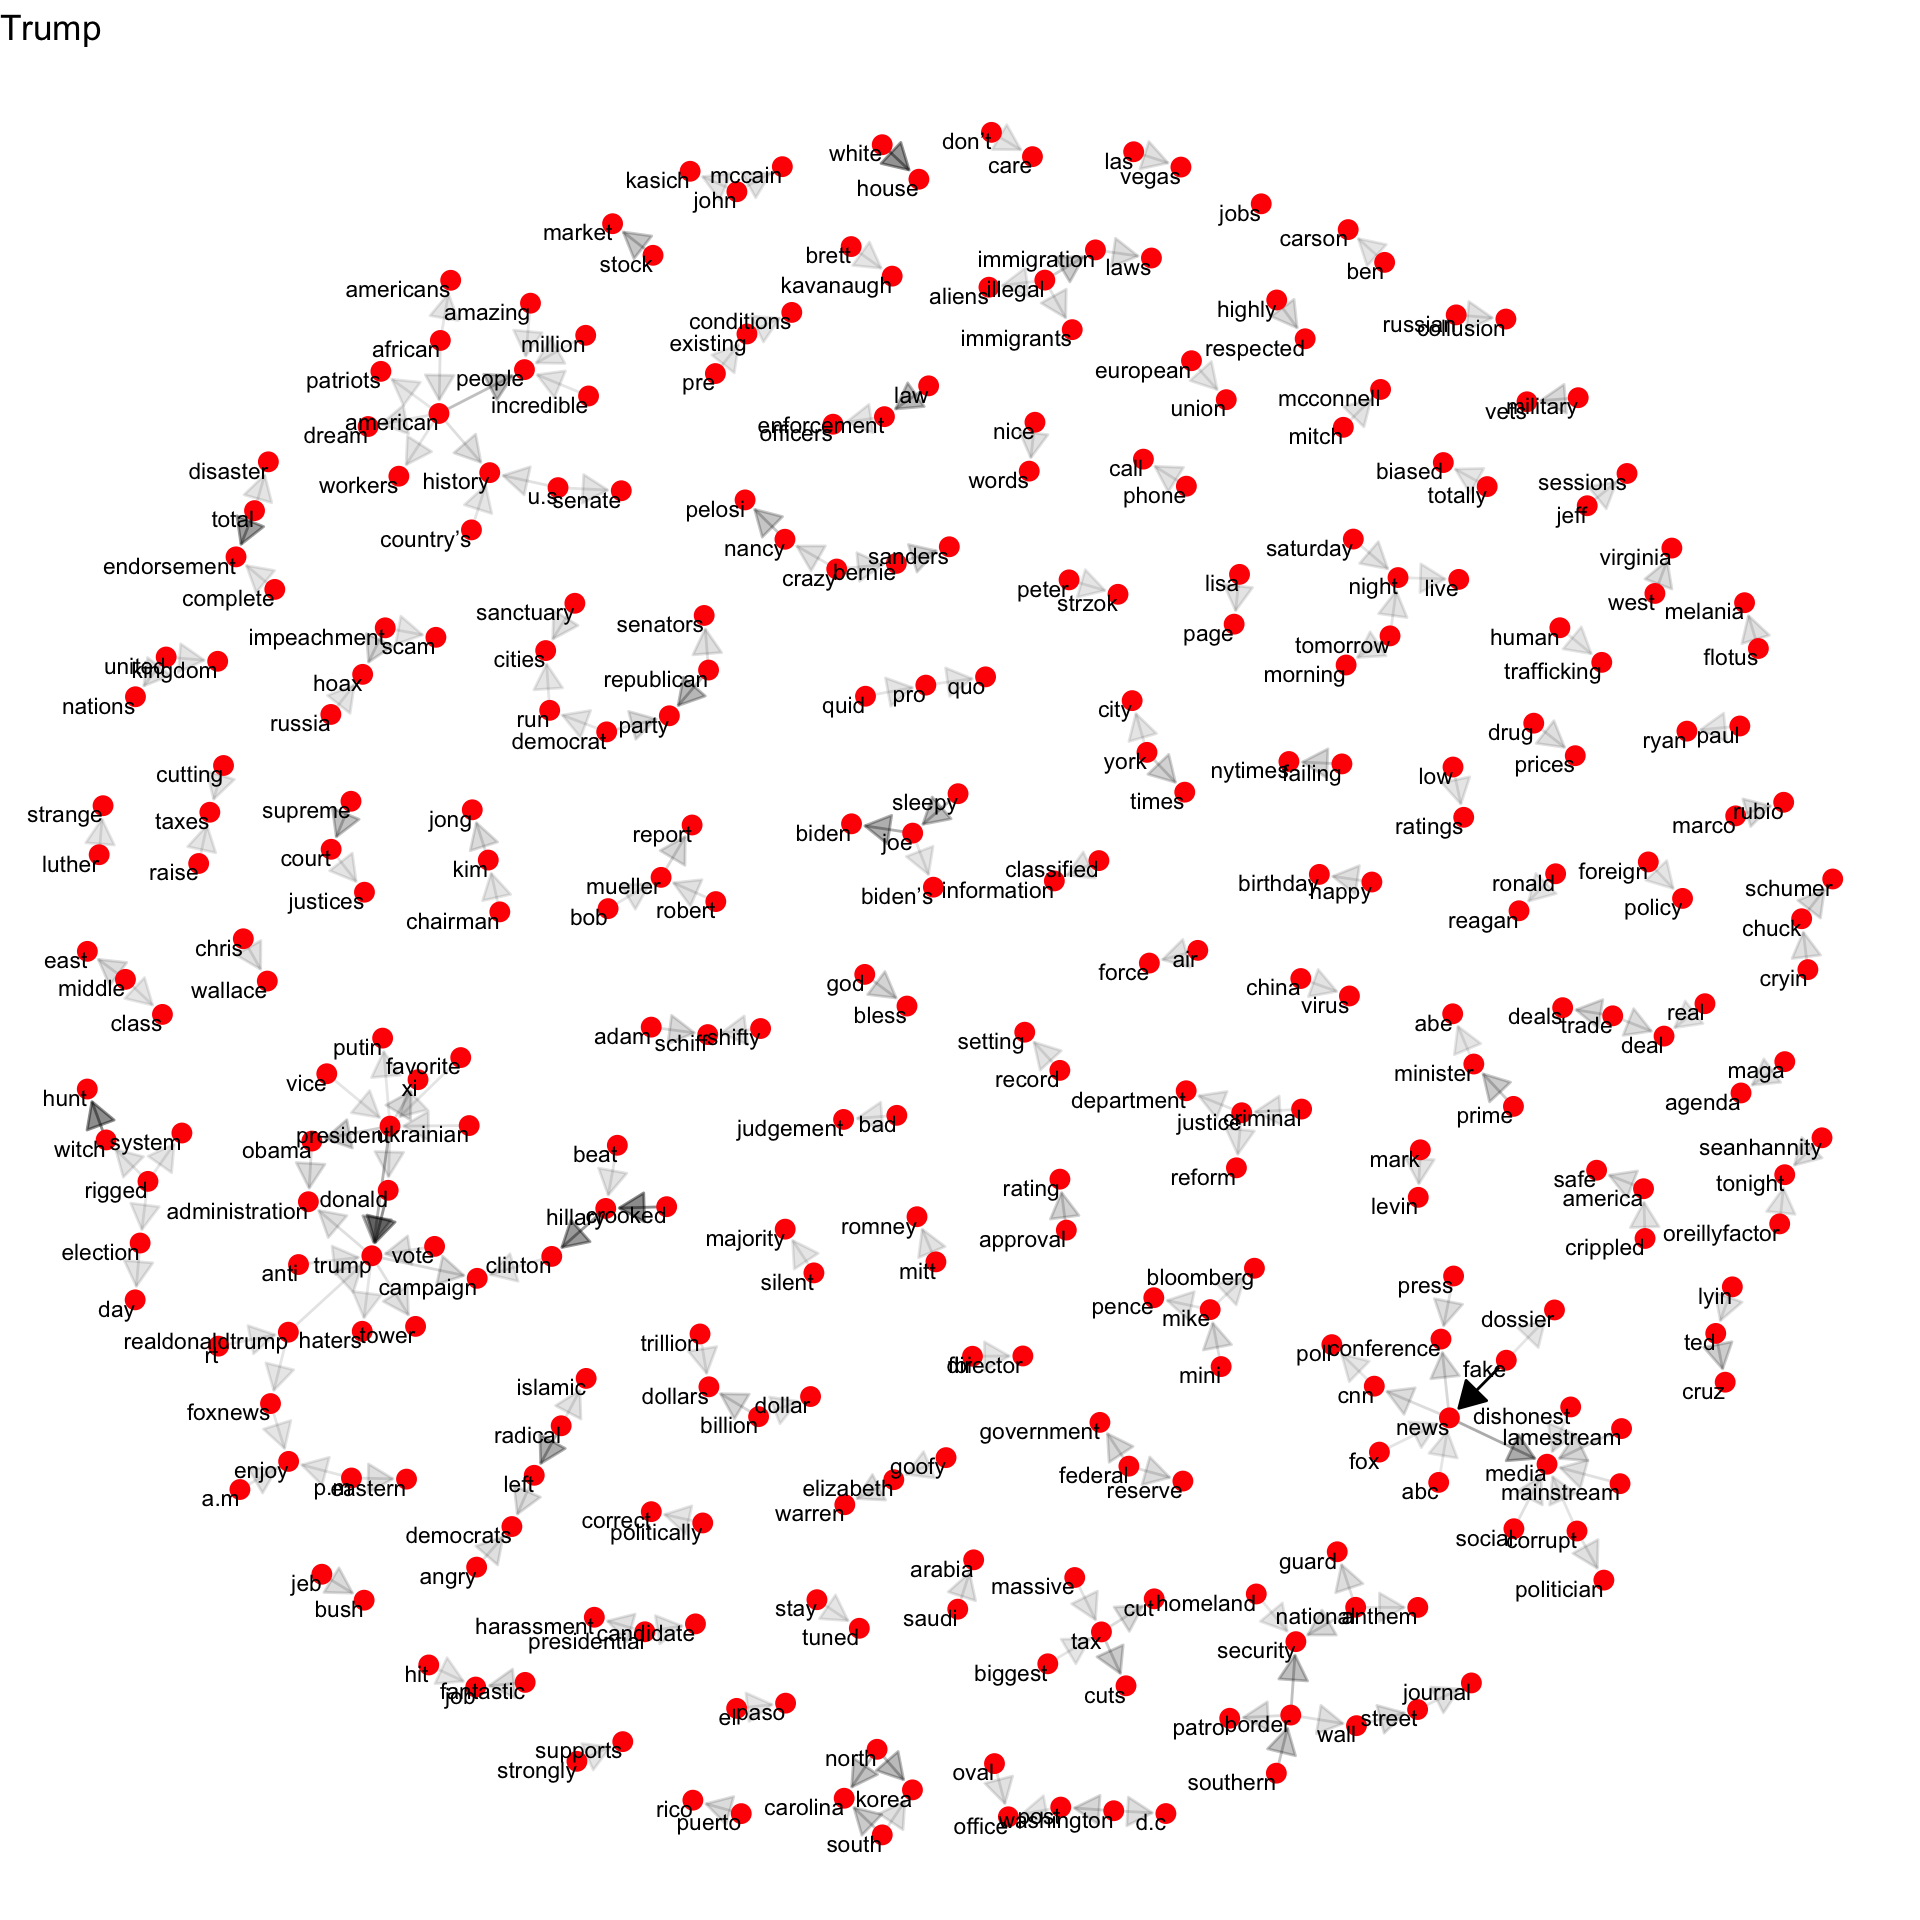 Trump
don't
white
care
las
vegas
kasich
mccain
john
house
jobs
market
stock
carson
ben
brett
kavanaugh
immigration
laws
aliens
illegal
immigrants
americans
amazing
million
african
patriots
people
incredible
american
dream
workers
history
u.s
senate
country's
conditions
existing
pre
highly
respected
russian
collusion
european
union
law
enforcement
officers
mcconnell
mitch
vets
military
nice
words
call
phone
biased
totally
sessions
jeff
disaster
total
endorsement
complete
pelosi
nancy
crazy
bernie
sanders
saturday
night
live
tomorrow
morning
virginia
west
peter
strzok
lisa
page
melania
flotus
human
trafficking
sanctuary
cities
senators
republican
run
democrat
party
impeachment
scam
hoax
russia
united
kingdom
nations
quid
pro
quo
city
york
times
nytimes
failing
low
ratings
drug
prices
ryan
paul
marco
rubio
cutting
taxes
raise
strange
luther
supreme
court
justices
jong
kim
chairman
report
mueller
bob
robert
sleepy
biden
joe
biden's
classified
information
birthday
happy
ronald
reagan
foreign
policy
schumer
chuck
cryin
east
middle
class
chris
wallace
god
bless
force
air
china
virus
abe
minister
prime
deals
trade
real
deal
maga
agenda
adam
schiff
shifty
setting
record
putin
favorite
vice
xi
president
ukrainian
obama
administration
donald
hunt
witch
system
rigged
election
day
judgement
bad
department
justice
criminal
reform
mark
levin
seanhannity
tonight
oreillyfactor
safe
america
crippled
beat
hillary
crooked
clinton
anti
trump
vote
campaign
realdonaldtrump
rt
haters
tower
foxnews
enjoy
a.m
p.m
eastern
majority
silent
romney
mitt
rating
approval
bloomberg
pence
mike
mini
press
dossier
conference
poll
fake
cnn
news
dishonest
lamestream
fox
media
mainstream
abc
social
corrupt
politician
lyin
ted
cruz
trillion
dollars
dollar
billion
director
islamic
radical
left
democrats
angry
government
federal
reserve
goofy
elizabeth
warren
correct
politically
jeb
bush
arabia
saudi
massive
cut
tax
biggest
cuts
guard
homeland
national
anthem
security
stay
tuned
harassment
presidential
candidate
hit
job
fantastic
el
paso
journal
patrol
border
wall
street
southern
supports
strongly
north
carolina
korea
south
oval
office
post
washington
d.c
rico
puerto